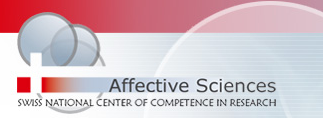 Affective Sciences
SWISS NATIONAL CENTER OF COMPETENCE IN RESEARCH